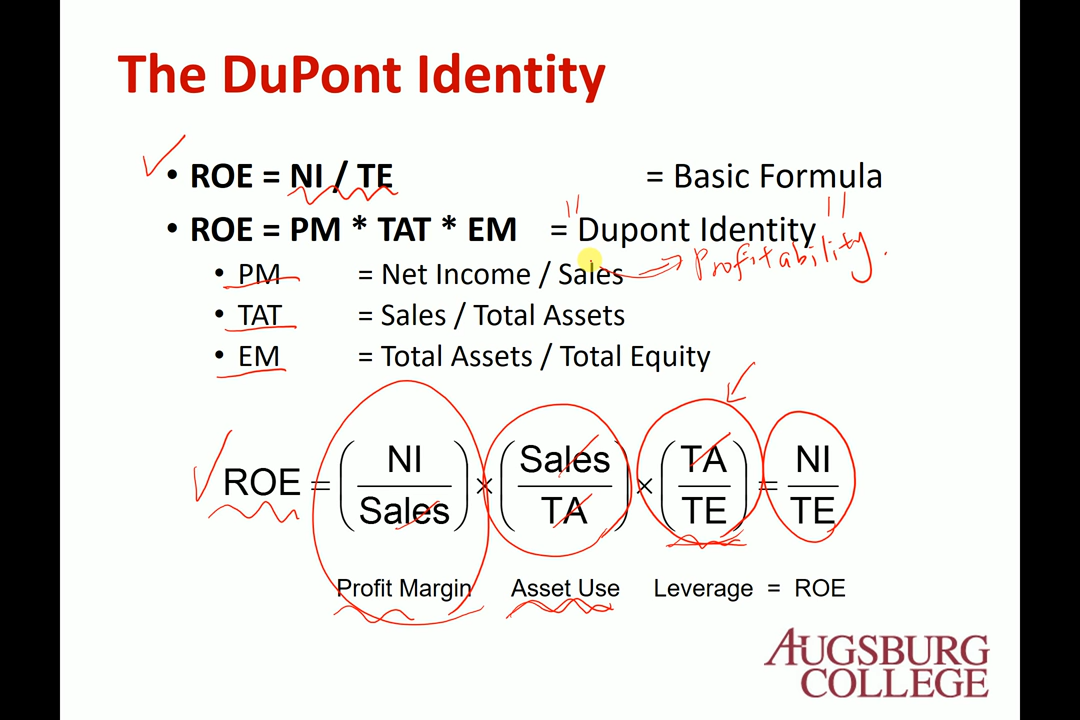 The DuPont Identity
• ROE = NI / TE = Basic Formula
• ROE = PM * TAT * EM = "Dupont Identity"
• PM = Net Income / Sales → Profitability.
• TAT = Sales / Total Assets
• EM = Total Assets / Total Equity
ROE = (NI / Sales) × (Sales / TA) × (TA / TE) = NI / TE
Profit Margin Asset Use Leverage = ROE
AUGSBURG
COLLEGE